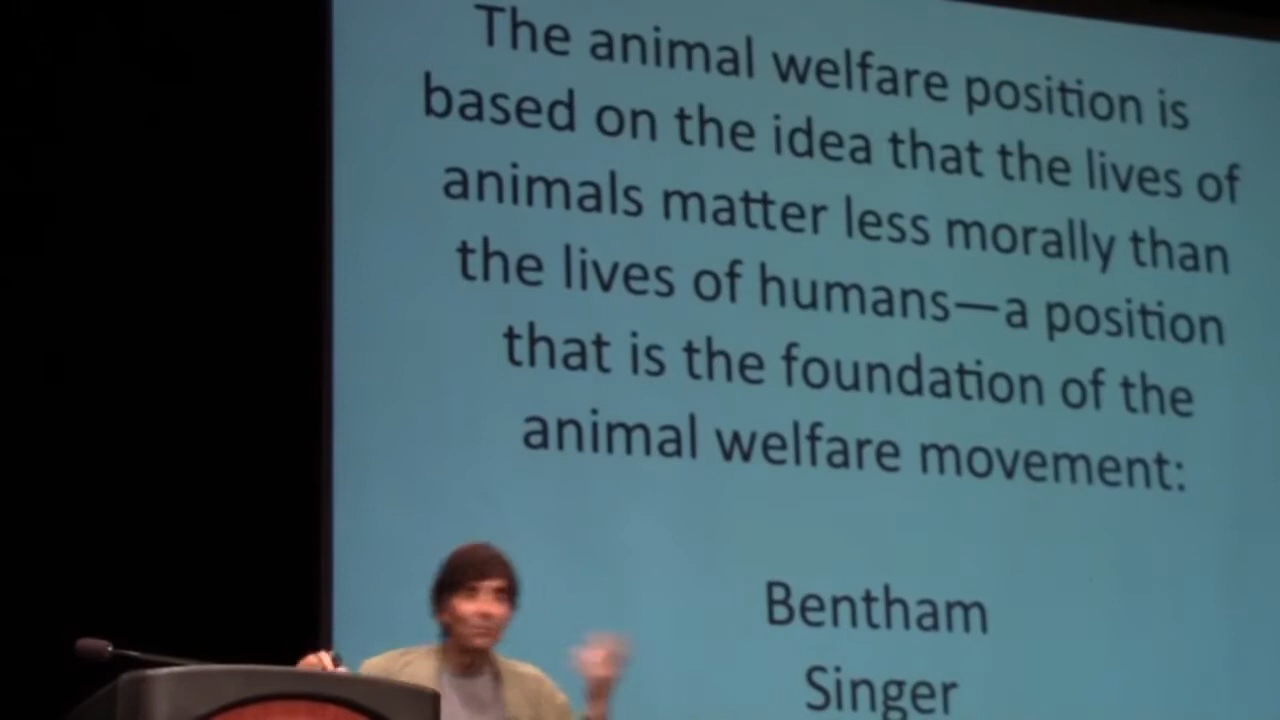 The animal welfare position is
based on the idea that the lives of
animals matter less morally than
the lives of humans—a position
that is the foundation of the
animal welfare movement:
Bentham
Singer